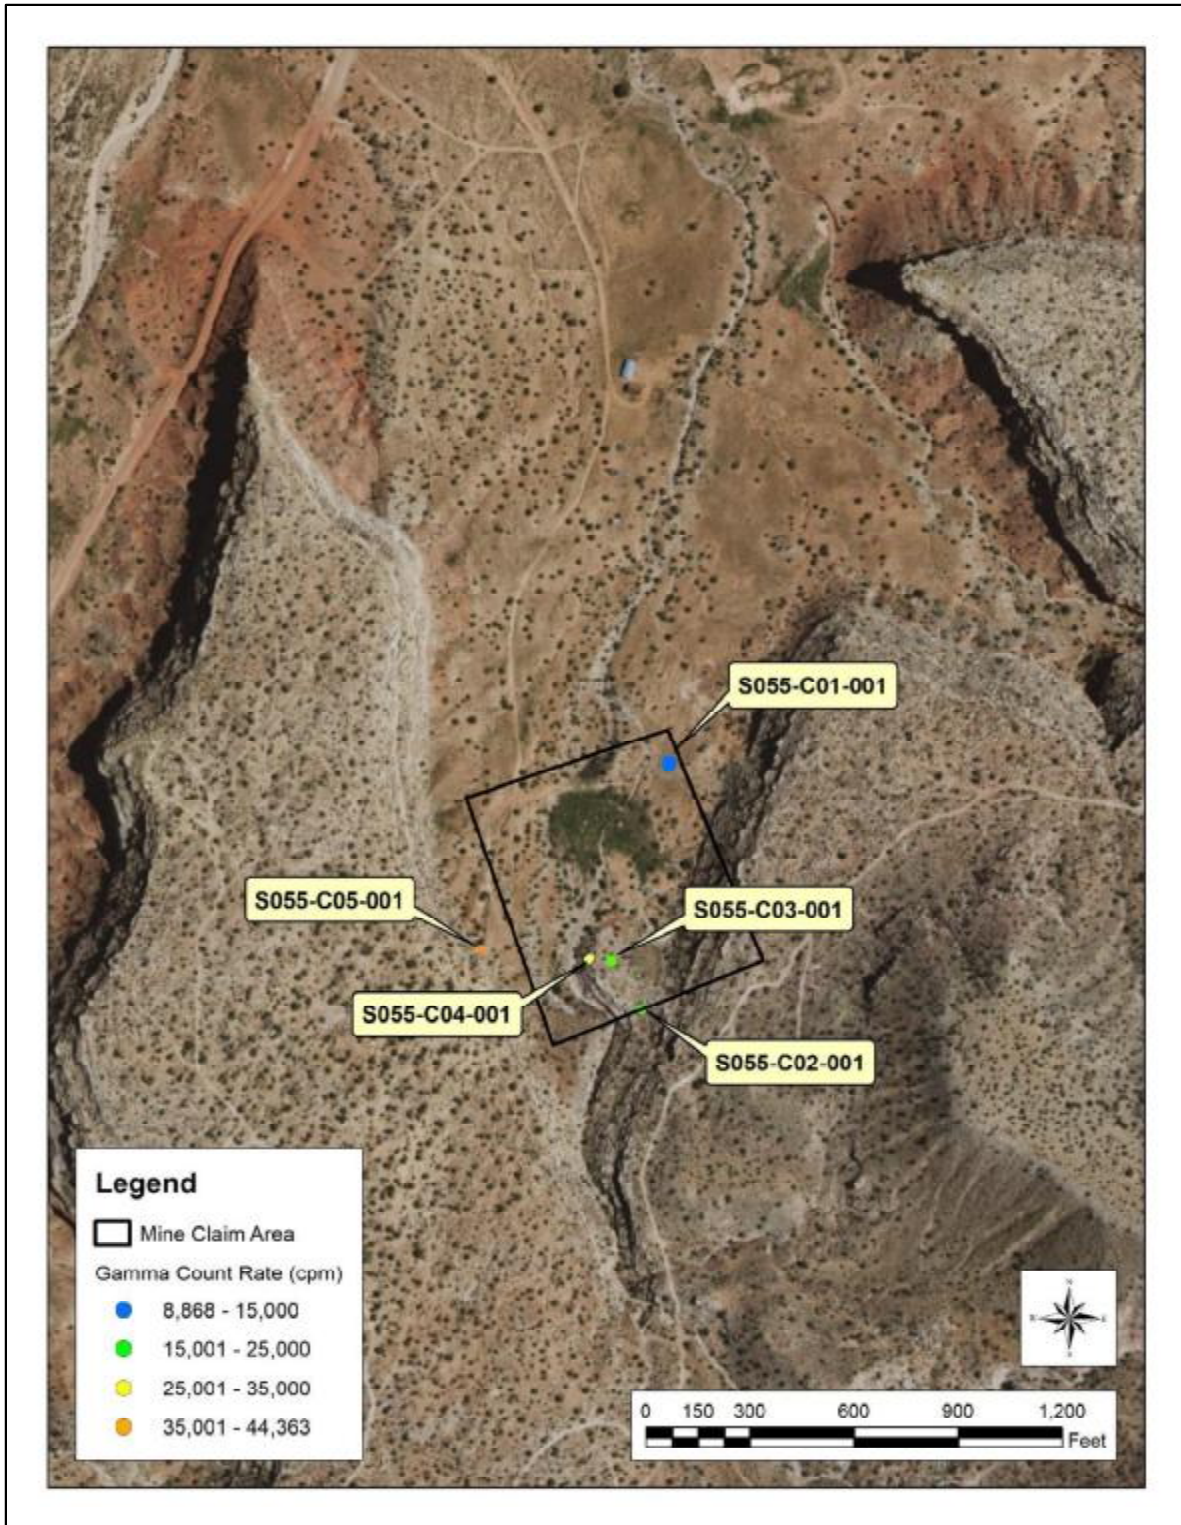 S055-C01-001
S055-C05-001
S055-C03-001
S055-C04-001
S055-C02-001
Legend
Mine Claim Area
Gamma Count Rate (cpm)
8,868 - 15,000
15,001 - 25,000
25,001 - 35,000
35,001 - 44,363
N
S
0 150 300 600 900 1,200
Feet